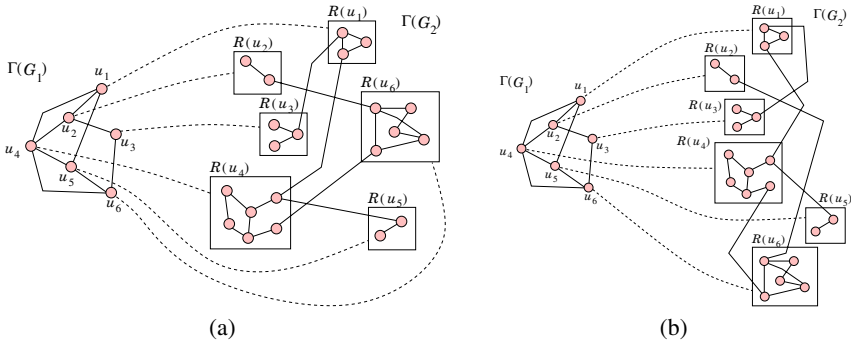 Γ(G₁)
u₁
u₂
u₃
u₄
u₅
u₆
R(u₁)
Γ(G₂)
R(u₂)
R(u₆)
R(u₃)
R(u₄)
R(u₅)
(a)
Γ(G₁)
u₁
u₂
u₃
u₄
u₅
u₆
R(u₁)
Γ(G₂)
R(u₂)
R(u₃)
R(u₄)
R(u₅)
R(u₆)
(b)